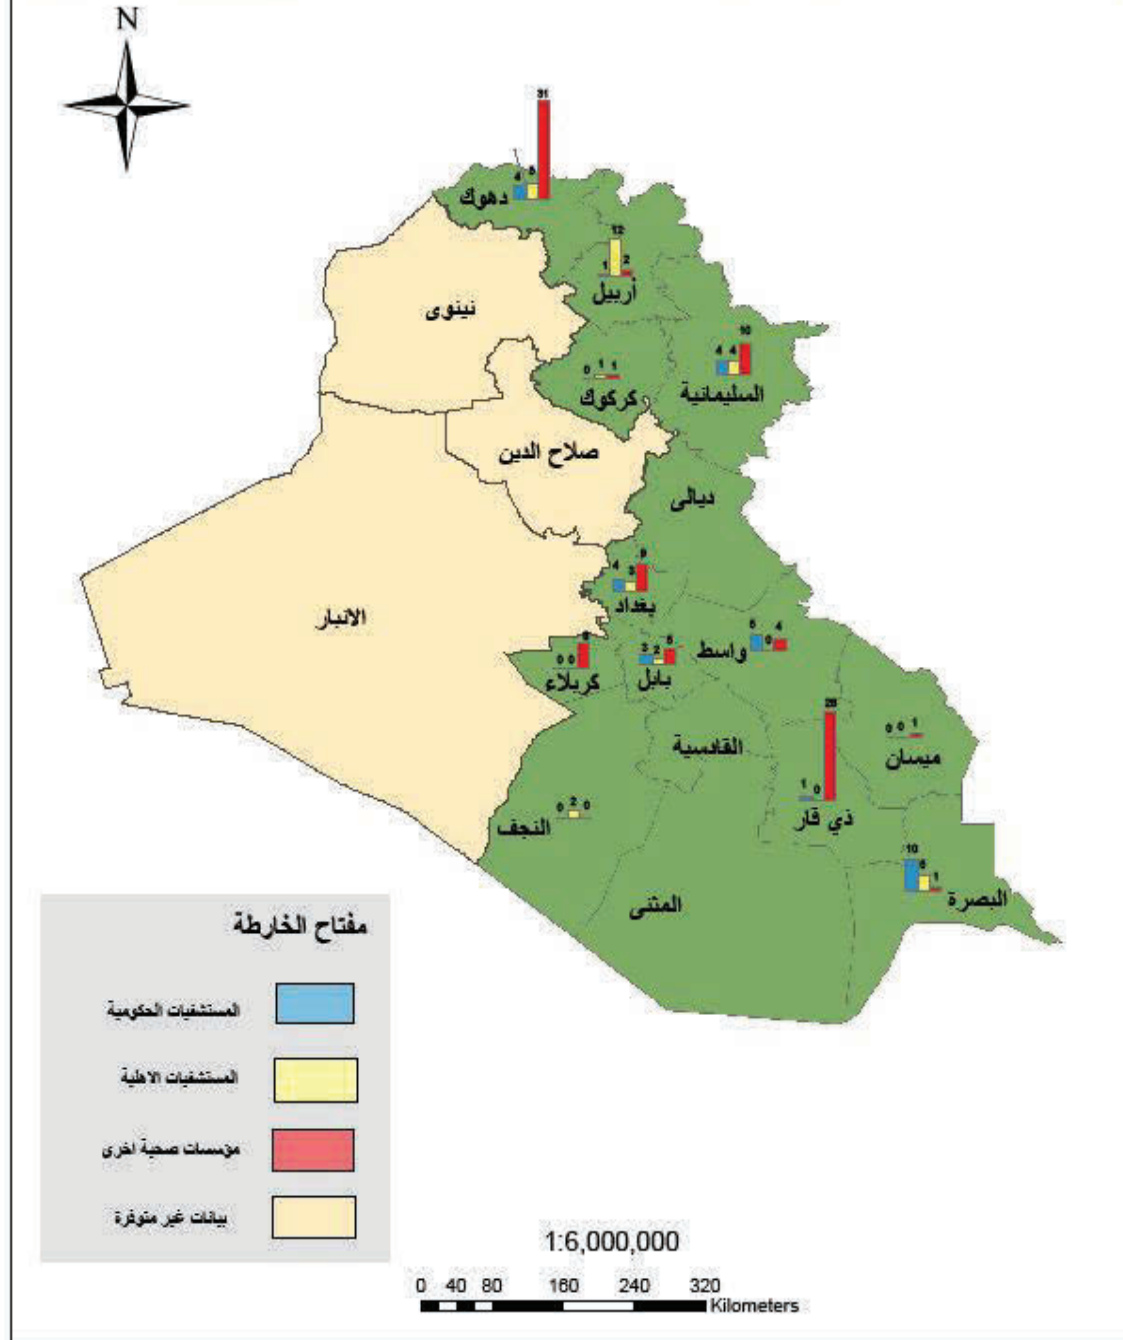 N
31
4 5
دهوك
12
1 2
أربيل
نينوى
10
4 4
السليمانية
0 1 1
كركوك
صلاح الدين
ديالى
9
4 3
بغداد
الانبار
5 0 4
واسط
3 2 5
بابل
8
0 0
كربلاء
القادسية
28
1 0
ذي قار
0 0 1
ميسان
0 2 0
النجف
10
5 1
البصرة
المثنى
مفتاح الخارطة
المستشفيات الحكومية
المستشفيات الاهلية
مؤسسات صحية اخرى
بيانات غير متوفرة
1:6,000,000
0 40 80 160 240 320
Kilometers